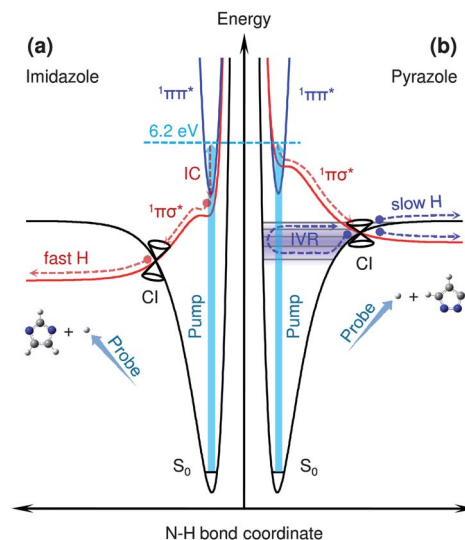 Energy
(a)
(b)
Imidazole
Pyrazole
¹ππ*
¹ππ*
6.2 eV
IC
¹πσ*
¹πσ*
slow H
IVR
fast H
CI
CI
Pump
Pump
Probe
Probe
+
+
S₀
S₀
N-H bond coordinate